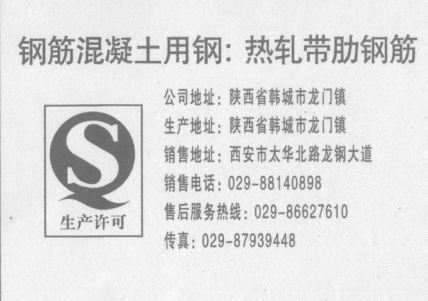 钢筋混凝土用钢：热轧带肋钢筋
公司地址：陕西省韩城市龙门镇
生产地址：陕西省韩城市龙门镇
销售地址：西安市太华北路龙钢大道
销售电话：029-88140898
售后服务热线：029-86627610
传真：029-87939448
QS
生产许可